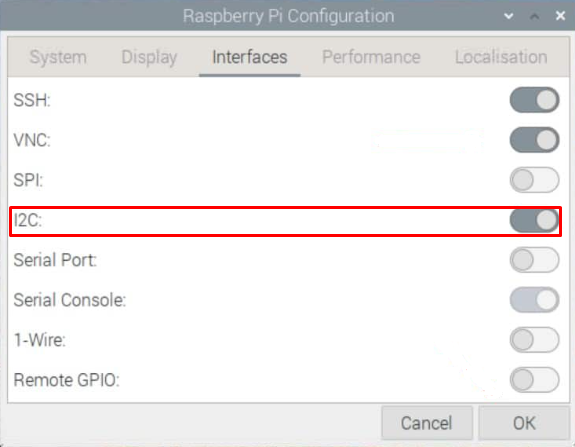 Raspberry Pi Configuration
System Display Interfaces Performance Localisation
SSH:
VNC:
SPI:
I2C:
Serial Port:
Serial Console:
1-Wire:
Remote GPIO:
Cancel OK